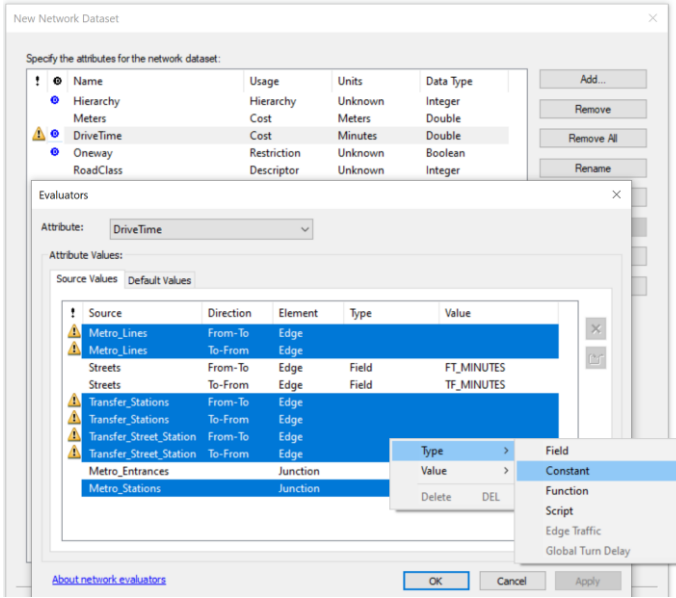 New Network Dataset
Specify the attributes for the network dataset:
! Name Usage Units Data Type
Hierarchy Hierarchy Unknown Integer
Meters Cost Meters Double
DriveTime Cost Minutes Double
Oneway Restriction Unknown Boolean
RoadClass Descriptor Unknown Integer
Add...
Remove
Remove All
Rename
Evaluators
Attribute: DriveTime
Attribute Values:
Source Values Default Values
! Source Direction Element Type Value
Metro_Lines From-To Edge
Metro_Lines To-From Edge
Streets From-To Edge Field FT_MINUTES
Streets To-From Edge Field TF_MINUTES
Transfer_Stations From-To Edge
Transfer_Stations To-From Edge
Transfer_Street_Station From-To Edge
Transfer_Street_Station To-From Edge
Metro_Entrances Junction
Metro_Stations Junction
Type
Value
Delete DEL
Field
Constant
Function
Script
Edge Traffic
Global Turn Delay
About network evaluators
OK Cancel Apply